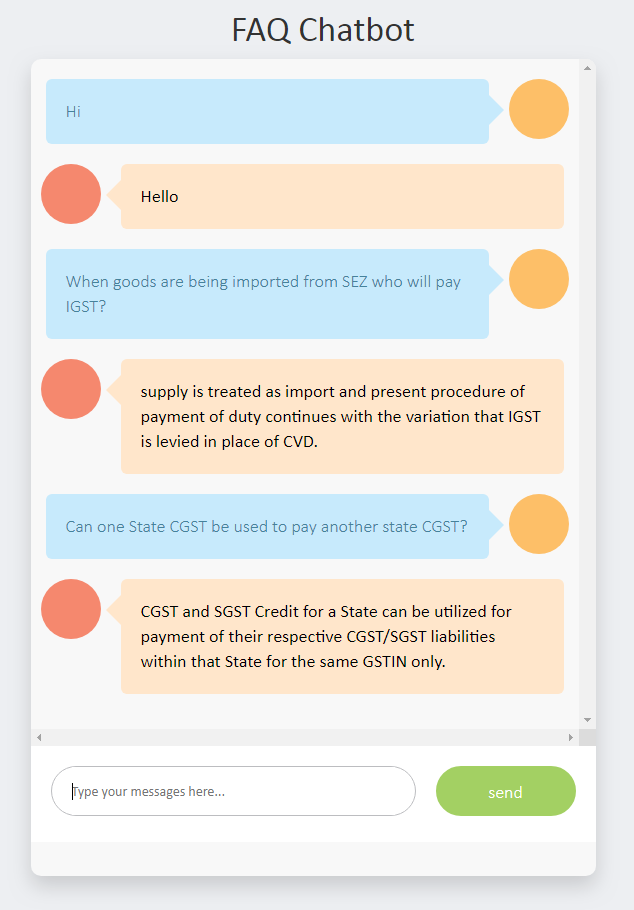 FAQ Chatbot
Hi
Hello
When goods are being imported from SEZ who will pay
IGST?
supply is treated as import and present procedure of
payment of duty continues with the variation that IGST
is levied in place of CVD.
Can one State CGST be used to pay another state CGST?
CGST and SGST Credit for a State can be utilized for
payment of their respective CGST/SGST liabilities
within that State for the same GSTIN only.
Type your messages here...
send